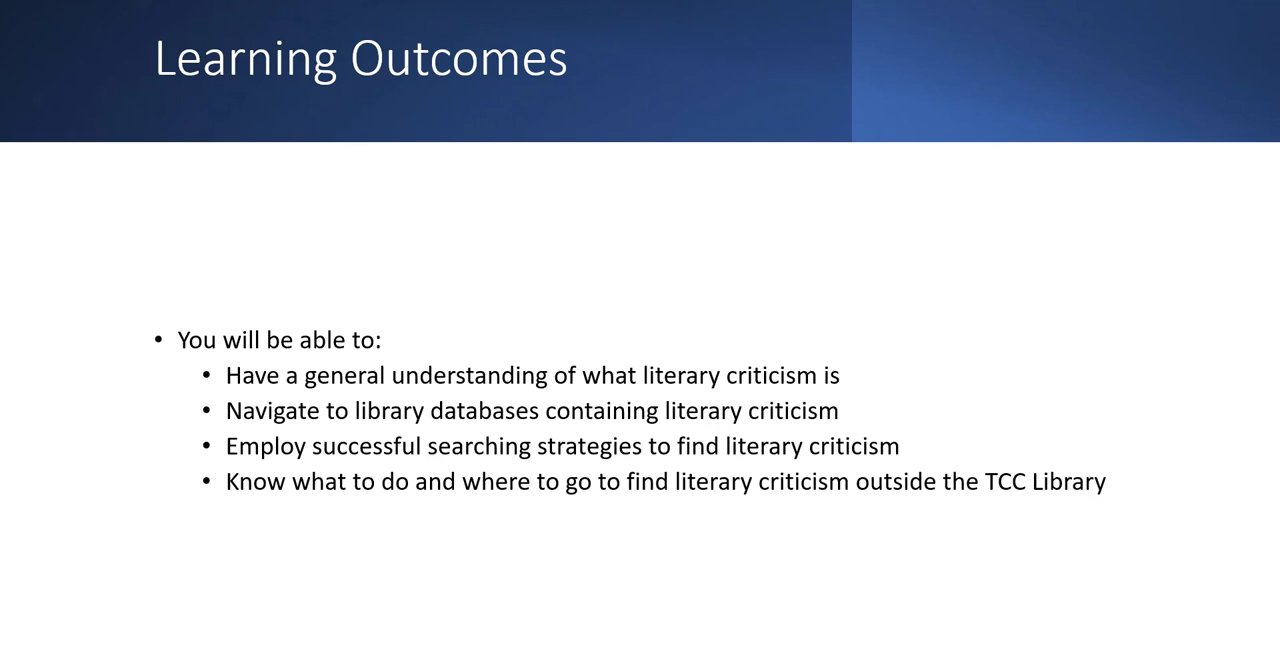 Learning Outcomes
• You will be able to:
• Have a general understanding of what literary criticism is
• Navigate to library databases containing literary criticism
• Employ successful searching strategies to find literary criticism
• Know what to do and where to go to find literary criticism outside the TCC Library